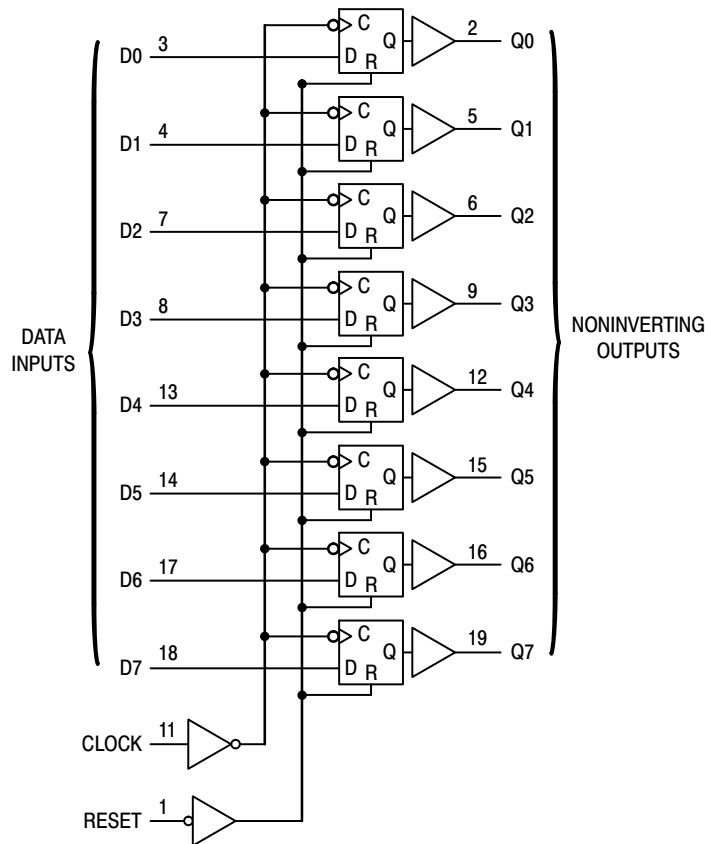 C
2
Q
Q0
3
D0
D
R
C
5
Q
Q1
4
D1
D
R
C
6
Q
Q2
7
D2
D
R
C
9
Q
Q3
8
D3
D
R
DATA
INPUTS
NONINVERTING
OUTPUTS
C
12
Q
Q4
13
D4
D
R
C
15
Q
Q5
14
D5
D
R
C
16
Q
Q6
17
D6
D
R
C
19
Q
Q7
18
D7
D
R
11
CLOCK
1
RESET